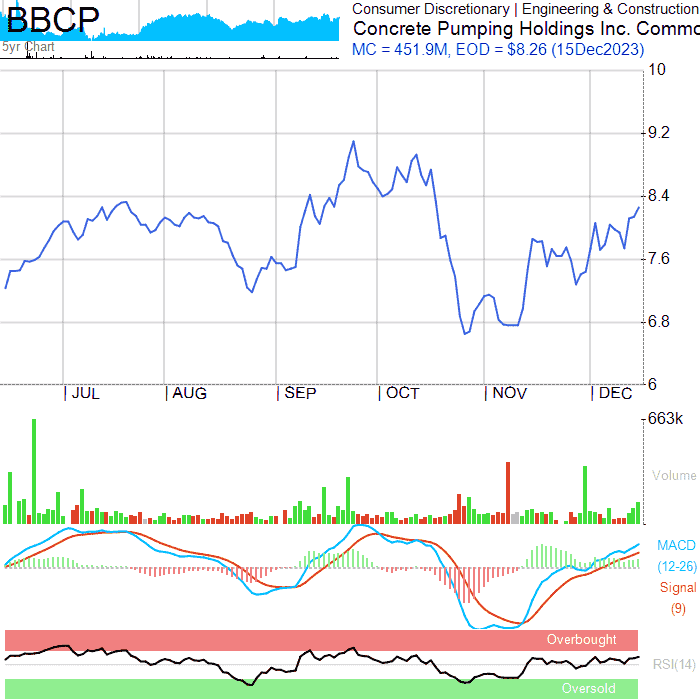 BBCP
5yr Chart
Consumer Discretionary | Engineering & Construction
Concrete Pumping Holdings Inc. Commo
MC = 451.9M, EOD = $8.26 (15Dec2023)
10
9.2
8.4
7.6
6.8
6
| JUL | AUG | SEP | OCT | NOV | DEC
663k
Volume
MACD
(12-26)
Signal
(9)
Overbought
RSI(14)
Oversold